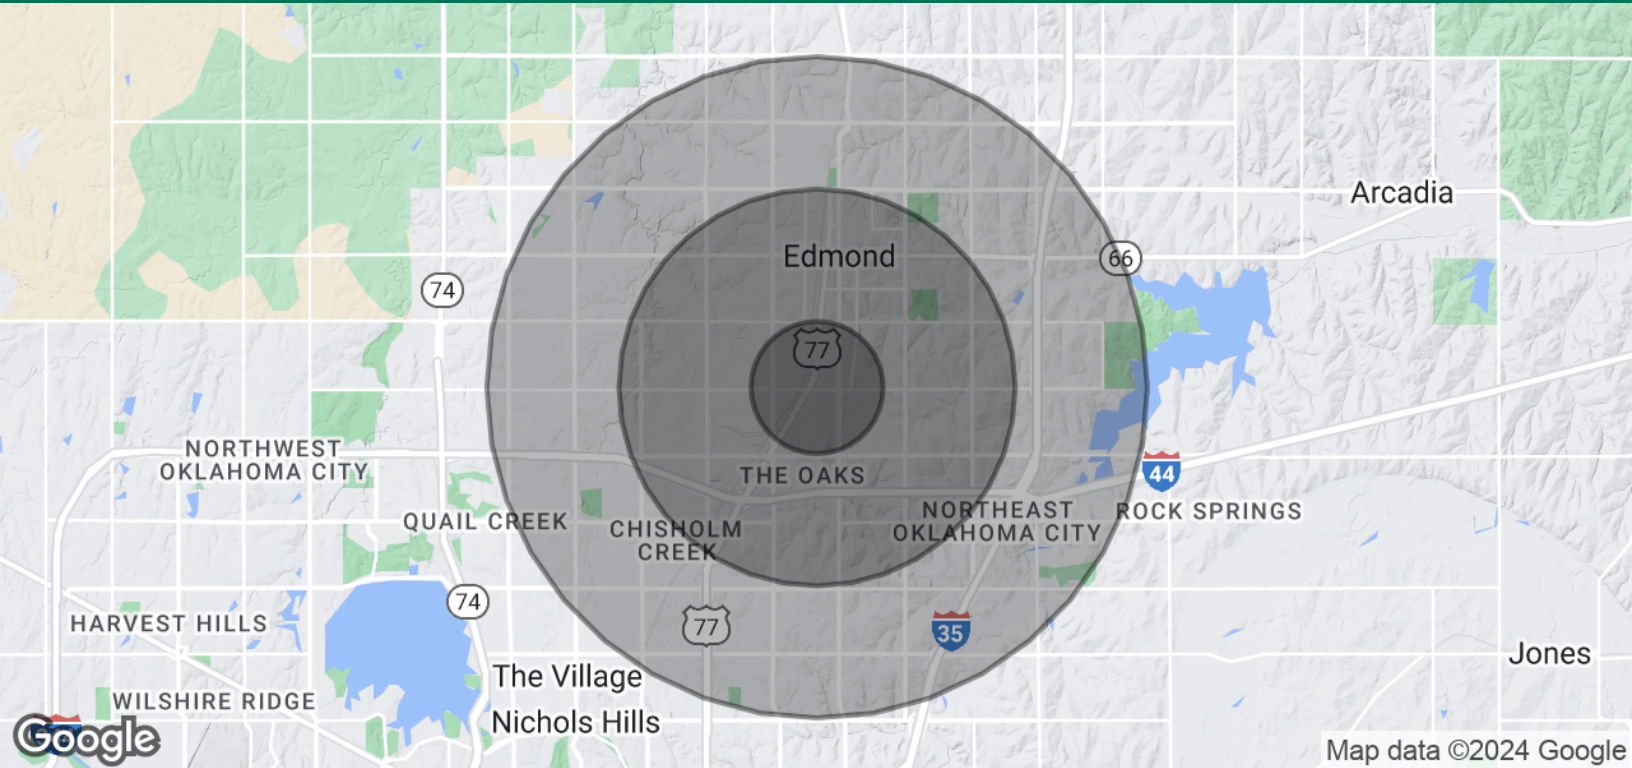 Arcadia
Edmond
66
74
77
NORTHWEST
OKLAHOMA CITY
THE OAKS
44
QUAIL CREEK
CHISHOLM
CREEK
NORTHEAST
OKLAHOMA CITY
ROCK SPRINGS
74
HARVEST HILLS
77
35
Jones
The Village
WILSHIRE RIDGE
Nichols Hills
Google
Map data ©2024 Google